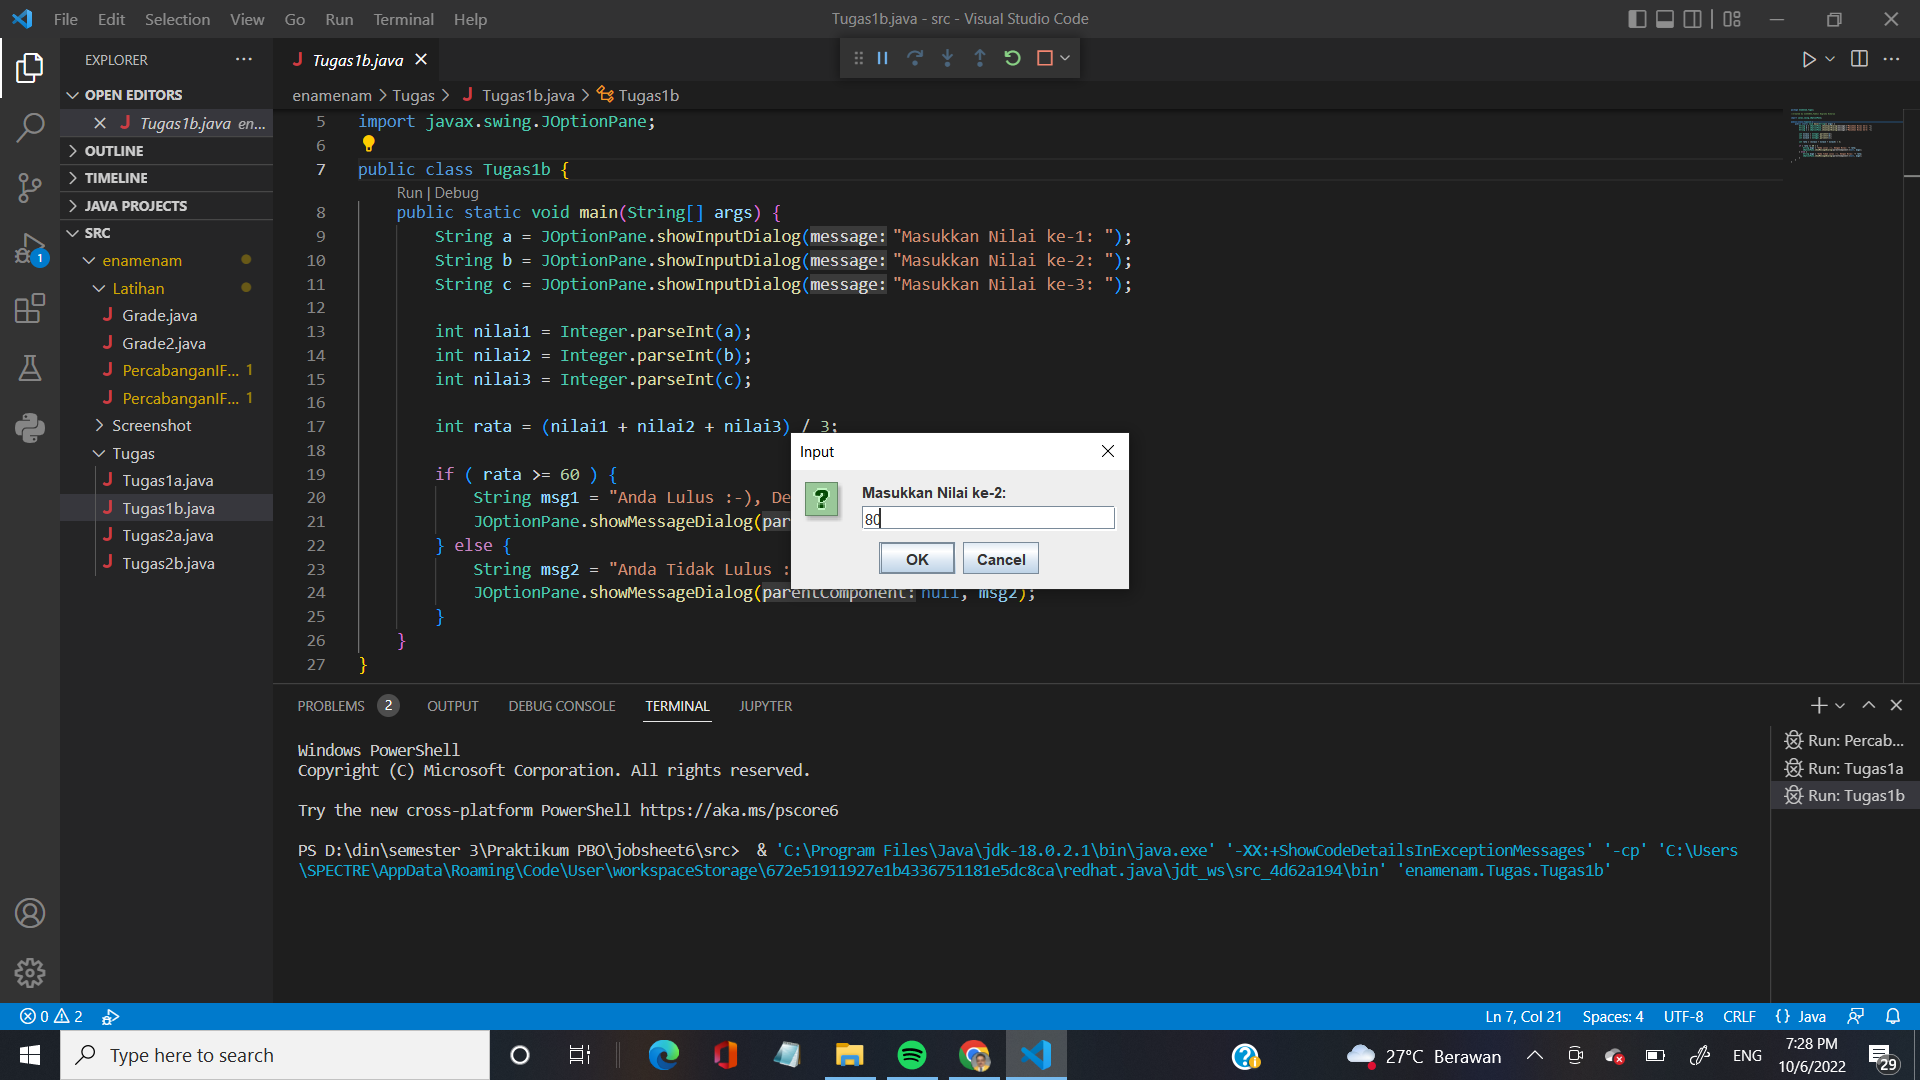 File Edit Selection View Go Run Terminal Help
Tugas1b.java - src - Visual Studio Code
EXPLORER
OPEN EDITORS
Tugas1b.java en...
OUTLINE
TIMELINE
JAVA PROJECTS
SRC
enamenam
Latihan
Grade.java
Grade2.java
PercabanganIF... 1
PercabanganIF... 1
Screenshot
Tugas
Tugas1a.java
Tugas1b.java
Tugas2a.java
Tugas2b.java
1
Tugas1b.java
enamenam > Tugas > Tugas1b.java > Tugas1b
5 import javax.swing.JOptionPane;
6
7 public class Tugas1b {
Run | Debug
8 public static void main(String[] args) {
9 String a = JOptionPane.showInputDialog(message: "Masukkan Nilai ke-1: ");
10 String b = JOptionPane.showInputDialog(message: "Masukkan Nilai ke-2: ");
11 String c = JOptionPane.showInputDialog(message: "Masukkan Nilai ke-3: ");
12
13 int nilai1 = Integer.parseInt(a);
14 int nilai2 = Integer.parseInt(b);
15 int nilai3 = Integer.parseInt(c);
16
17 int rata = (nilai1 + nilai2 + nilai3) / 3;
18
19 if ( rata >= 60 ) {
20 String msg1 = "Anda Lulus :-), De
21 JOptionPane.showMessageDialog(par
22 } else {
23 String msg2 = "Anda Tidak Lulus :
24 JOptionPane.showMessageDialog(parentComponent: null, msg2);
25 }
26 }
27 }
Input
Masukkan Nilai ke-2:
80
OK Cancel
PROBLEMS 2 OUTPUT DEBUG CONSOLE TERMINAL JUPYTER
Windows PowerShell
Copyright (C) Microsoft Corporation. All rights reserved.
Try the new cross-platform PowerShell https://aka.ms/pscore6
PS D:\din\semester 3\Praktikum PBO\jobsheet6\src> & 'C:\Program Files\Java\jdk-18.0.2.1\bin\java.exe' '-XX:+ShowCodeDetailsInExceptionMessages' '-cp' 'C:\Users
\SPECTRE\AppData\Roaming\Code\User\workspaceStorage\672e51911927e1b4336751181e5dc8ca\redhat.java\jdt_ws\src_4d62a194\bin' 'enamenam.Tugas.Tugas1b'
Run: Percab...
Run: Tugas1a
Run: Tugas1b
0 2
Ln 7, Col 21 Spaces: 4 UTF-8 CRLF {} Java
Type here to search
27°C Berawan
ENG
7:28 PM
10/6/2022
29